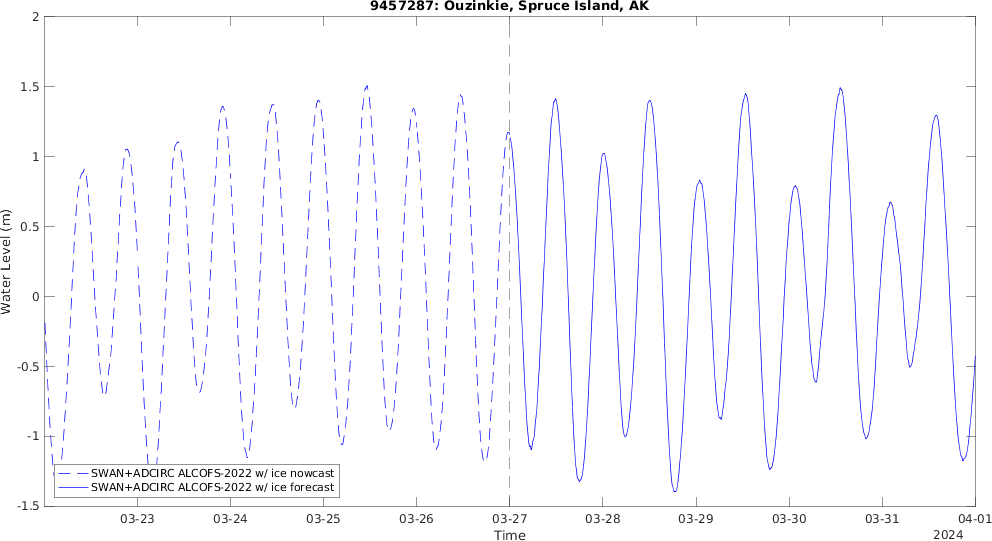 9457287: Ouzinkie, Spruce Island, AK
2
1.5
1
0.5
0
-0.5
-1
-1.5
Water Level (m)
SWAN+ADCIRC ALCOFS-2022 w/ ice nowcast
SWAN+ADCIRC ALCOFS-2022 w/ ice forecast
03-23 03-24 03-25 03-26 03-27 03-28 03-29 03-30 03-31 04-01
Time
2024